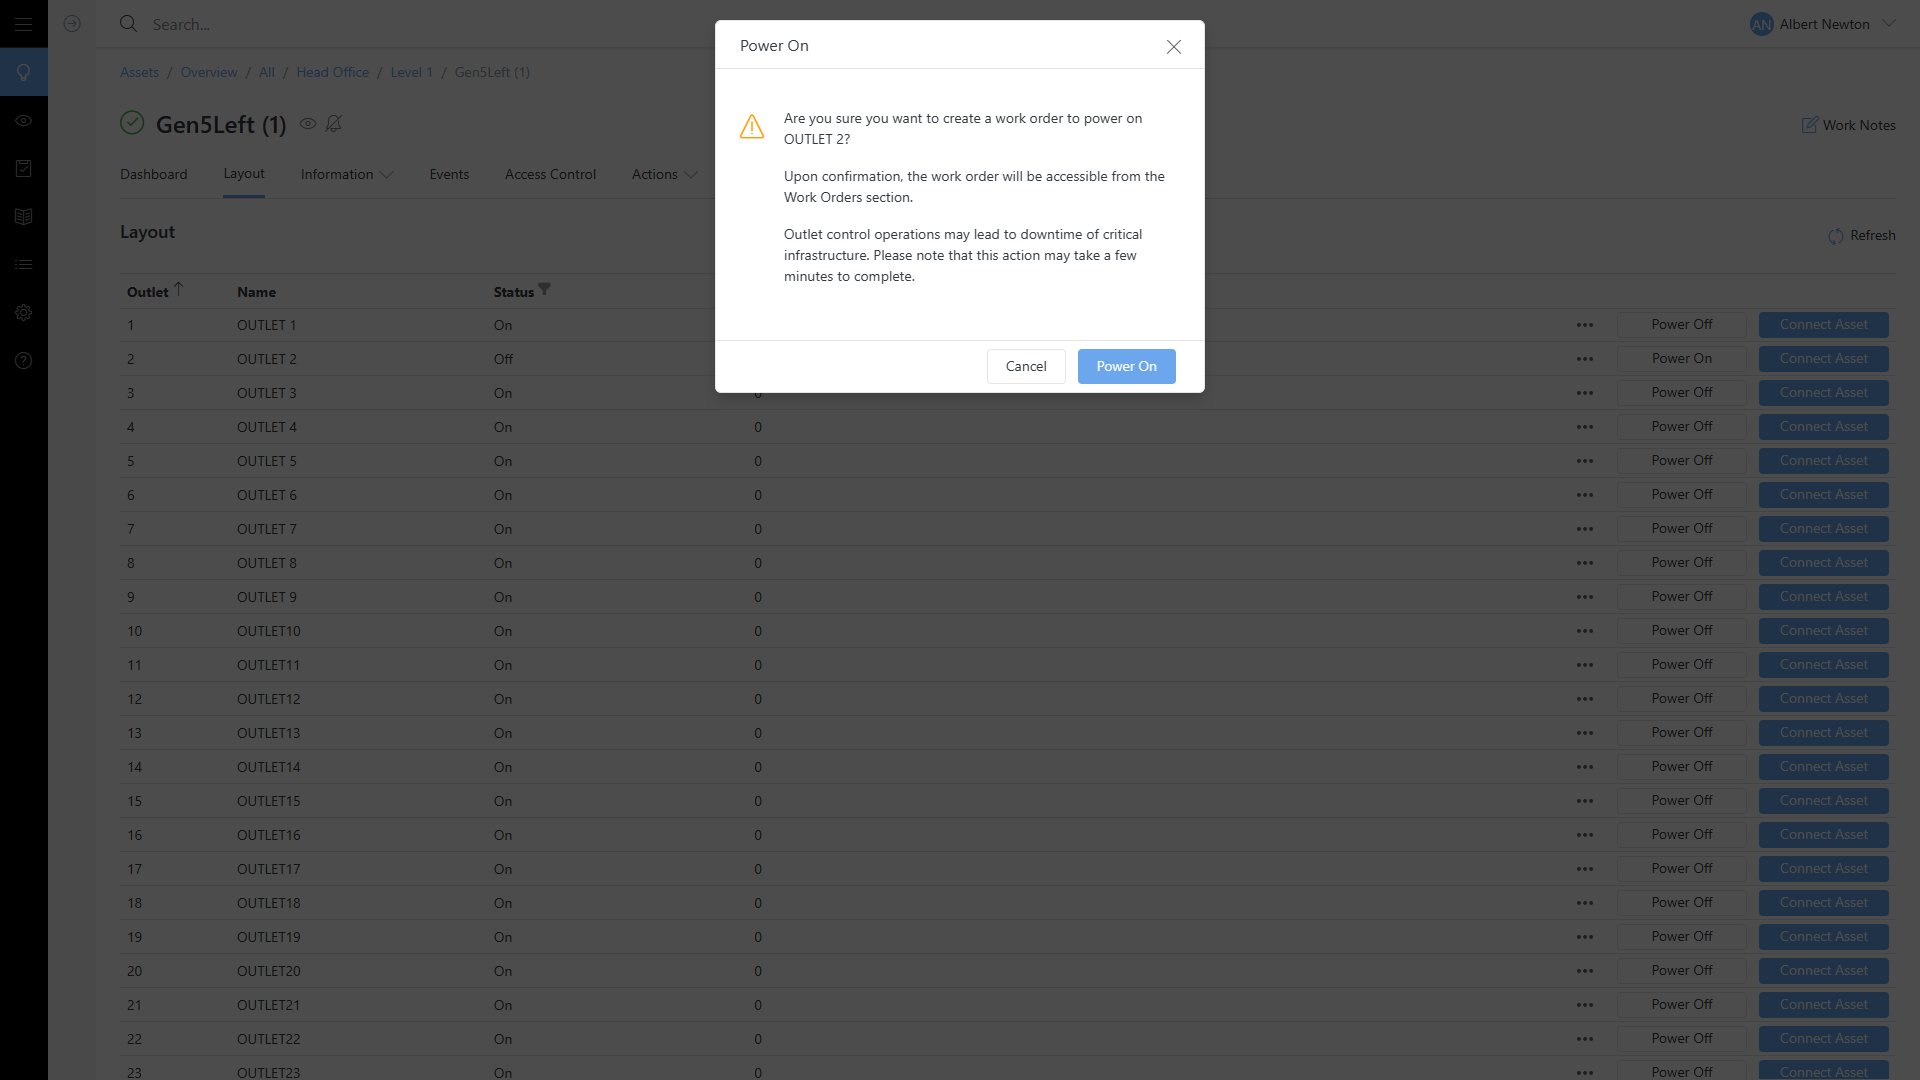 Search...
AN Albert Newton
Assets / Overview / All / Head Office / Level 1 / Gen5Left (1)
Gen5Left (1)
Work Notes
Dashboard Layout Information Events Access Control Actions
Layout
Refresh
Outlet Name Status
1 OUTLET 1 On Power Off Connect Asset
2 OUTLET 2 Off Power On Connect Asset
3 OUTLET 3 On 0 Power Off Connect Asset
4 OUTLET 4 On 0 Power Off Connect Asset
5 OUTLET 5 On 0 Power Off Connect Asset
6 OUTLET 6 On 0 Power Off Connect Asset
7 OUTLET 7 On 0 Power Off Connect Asset
8 OUTLET 8 On 0 Power Off Connect Asset
9 OUTLET 9 On 0 Power Off Connect Asset
10 OUTLET10 On 0 Power Off Connect Asset
11 OUTLET11 On 0 Power Off Connect Asset
12 OUTLET12 On 0 Power Off Connect Asset
13 OUTLET13 On 0 Power Off Connect Asset
14 OUTLET14 On 0 Power Off Connect Asset
15 OUTLET15 On 0 Power Off Connect Asset
16 OUTLET16 On 0 Power Off Connect Asset
17 OUTLET17 On 0 Power Off Connect Asset
18 OUTLET18 On 0 Power Off Connect Asset
19 OUTLET19 On 0 Power Off Connect Asset
20 OUTLET20 On 0 Power Off Connect Asset
21 OUTLET21 On 0 Power Off Connect Asset
22 OUTLET22 On 0 Power Off Connect Asset
23 OUTLET23 On 0 Power Off Connect Asset
Power On
Are you sure you want to create a work order to power on
OUTLET 2?
Upon confirmation, the work order will be accessible from the
Work Orders section.
Outlet control operations may lead to downtime of critical
infrastructure. Please note that this action may take a few
minutes to complete.
Cancel Power On